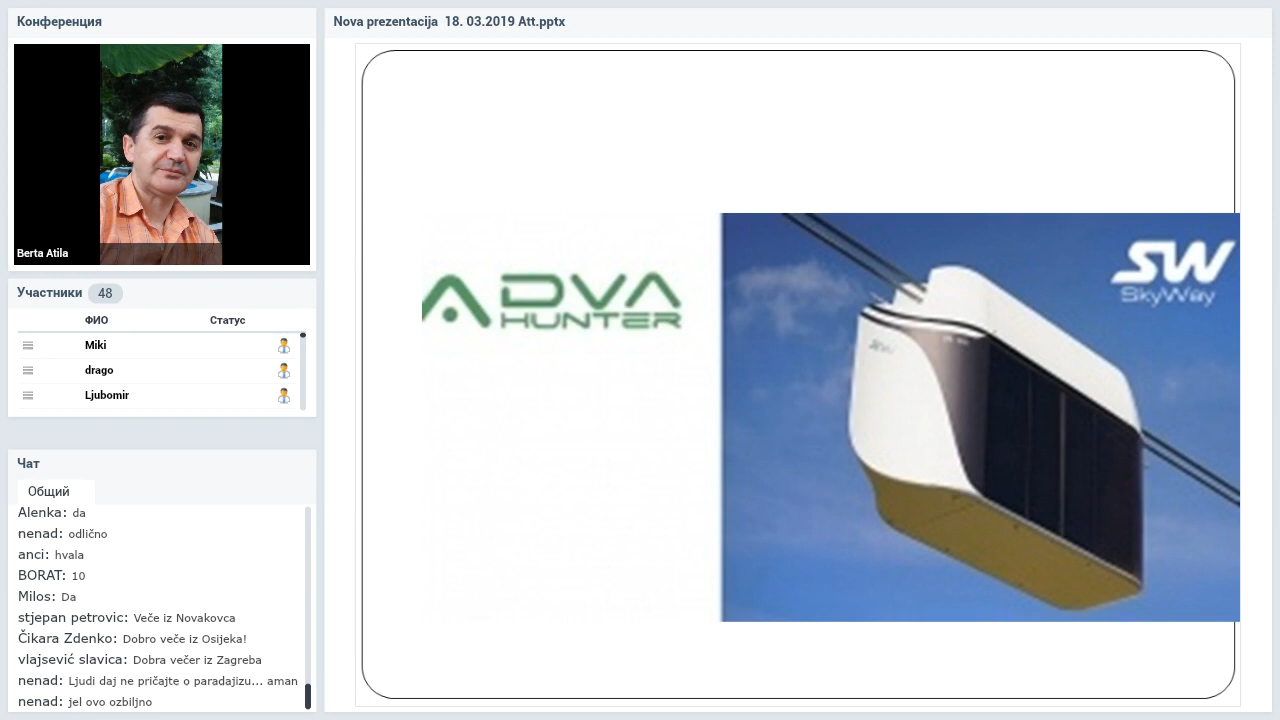 Конференция
Berta Atila
Участники 48
ФИО Статус
Miki
drago
Ljubomir
Чат
Общий
Alenka: da
nenad: odlično
anci: hvala
BORAT: 10
Milos: Da
stjepan petrovic: Veče iz Novakovca
Čikara Zdenko: Dobro veče iz Osijeka!
vlajsević slavica: Dobra večer iz Zagreba
nenad: Ljudi daj ne pričajte o paradajizu... aman
nenad: jel ovo ozbiljno
Nova prezentacija 18. 03.2019 Att.pptx
ADVA
HUNTER
SW
SkyWay